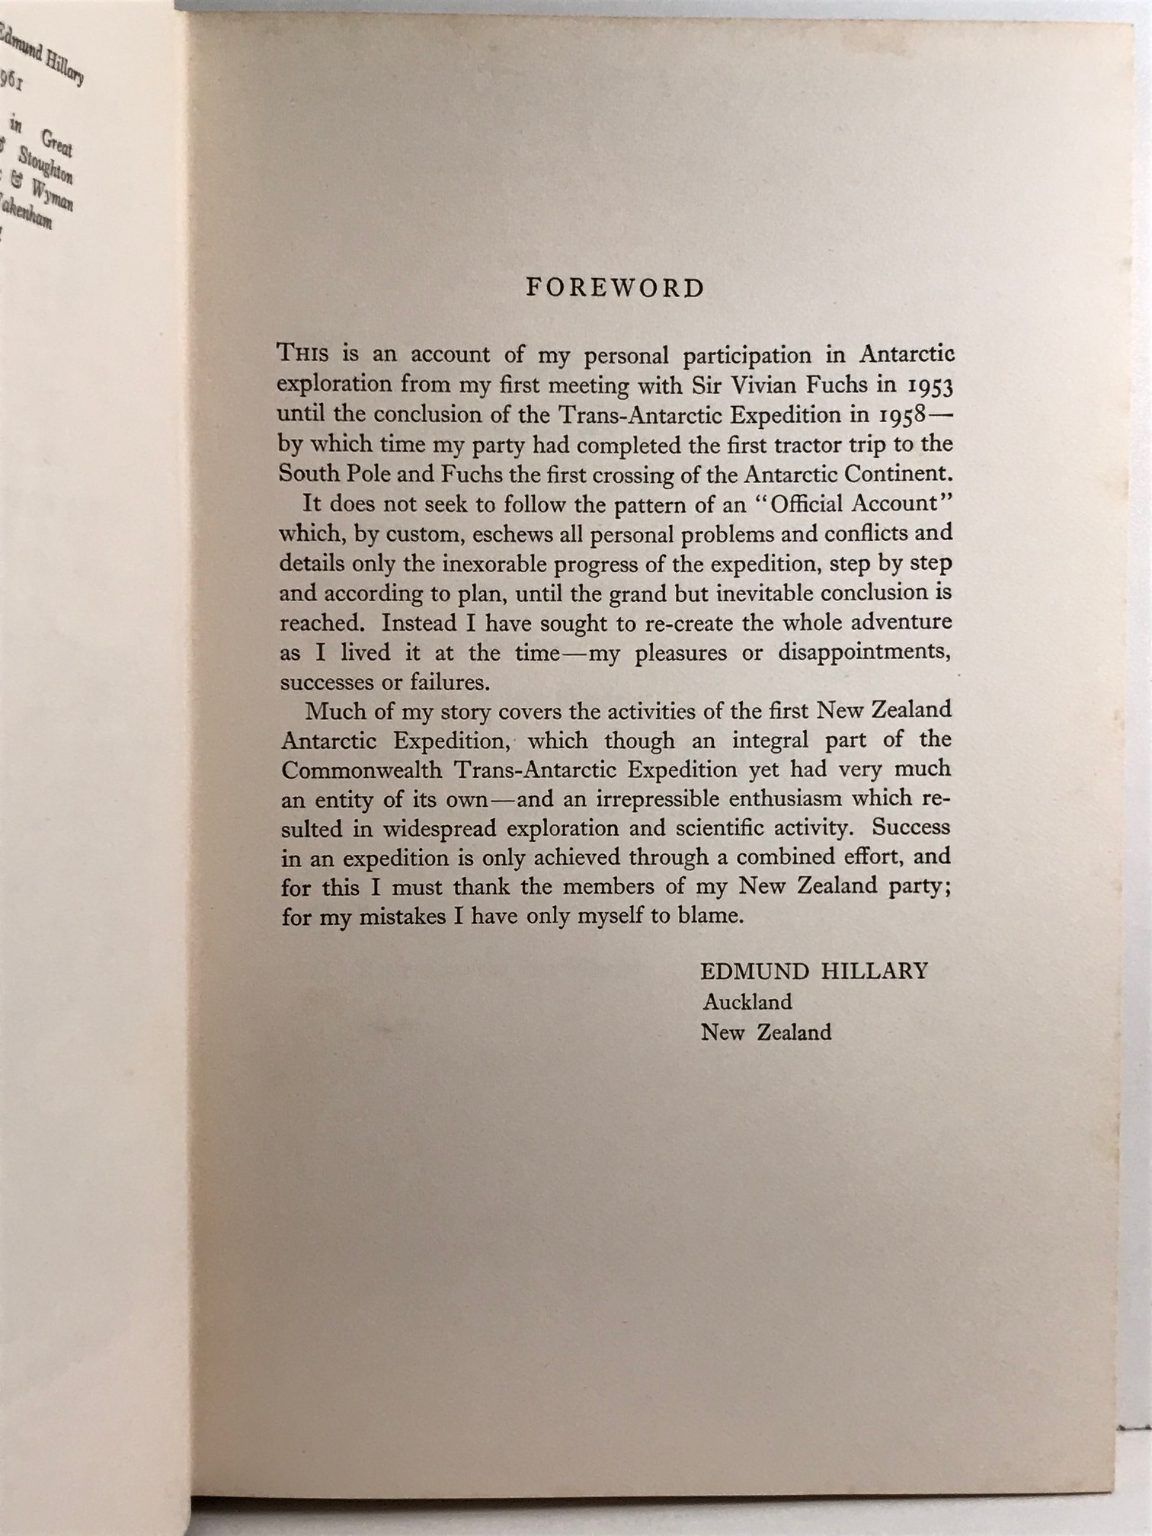 Edmund Hillary
1961
in Great
& Stoughton
& Wyman
Fakenham
FOREWORD
THIS is an account of my personal participation in Antarctic
exploration from my first meeting with Sir Vivian Fuchs in 1953
until the conclusion of the Trans-Antarctic Expedition in 1958—
by which time my party had completed the first tractor trip to the
South Pole and Fuchs the first crossing of the Antarctic Continent.
It does not seek to follow the pattern of an "Official Account"
which, by custom, eschews all personal problems and conflicts and
details only the inexorable progress of the expedition, step by step
and according to plan, until the grand but inevitable conclusion is
reached. Instead I have sought to re-create the whole adventure
as I lived it at the time—my pleasures or disappointments,
successes or failures.
Much of my story covers the activities of the first New Zealand
Antarctic Expedition, which though an integral part of the
Commonwealth Trans-Antarctic Expedition yet had very much
an entity of its own—and an irrepressible enthusiasm which re-
sulted in widespread exploration and scientific activity. Success
in an expedition is only achieved through a combined effort, and
for this I must thank the members of my New Zealand party;
for my mistakes I have only myself to blame.
EDMUND HILLARY
Auckland
New Zealand